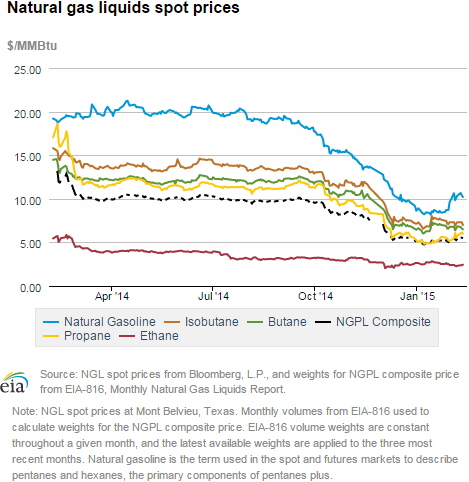 Natural gas liquids spot prices
$/MMBtu
25.00
20.00
15.00
10.00
5.00
0.00
Apr '14
Jul '14
Oct '14
Jan '15
Natural Gasoline
Isobutane
Butane
NGPL Composite
Propane
Ethane
eia
Source: NGL spot prices from Bloomberg, L.P., and weights for NGPL composite price
from EIA-816, Monthly Natural Gas Liquids Report.
Note: NGL spot prices at Mont Belvieu, Texas. Monthly volumes from EIA-816 used to
calculate weights for the NGPL composite price. EIA-816 volume weights are constant
throughout a given month, and the latest available weights are applied to the three most
recent months. Natural gasoline is the term used in the spot and futures markets to describe
pentanes and hexanes, the primary components of pentanes plus.